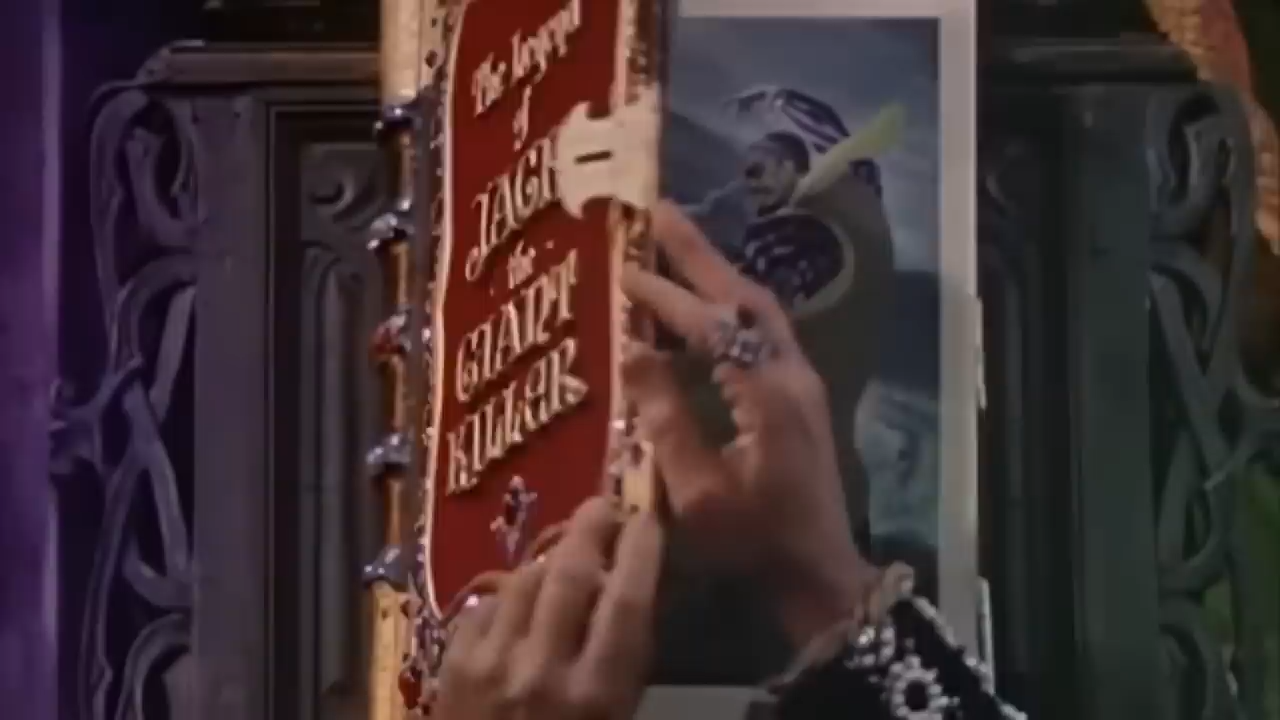 The Legend
of
JACK
the
GIANT
KILLER